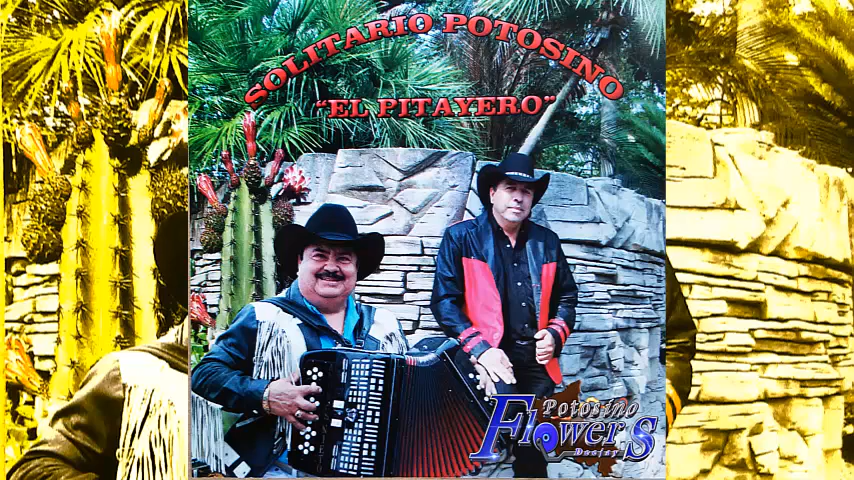 SOLITARIO POTOSINO
"EL PITAYERO"
Potosino
FlowerS
Deejay